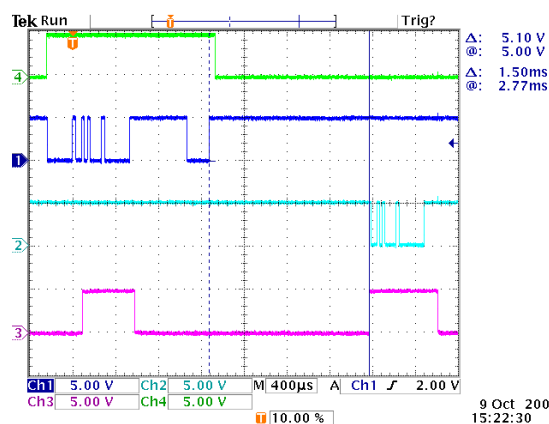 Tek Run Trig?
T
T
Δ: 5.10 V
@: 5.00 V
Δ: 1.50ms
@: 2.77ms
4
1
2
3
Ch1 5.00 V Ch2 5.00 V M 400µs A Ch1 ƒ 2.00 V
Ch3 5.00 V Ch4 5.00 V
T 10.00 %
9 Oct 200
15:22:30